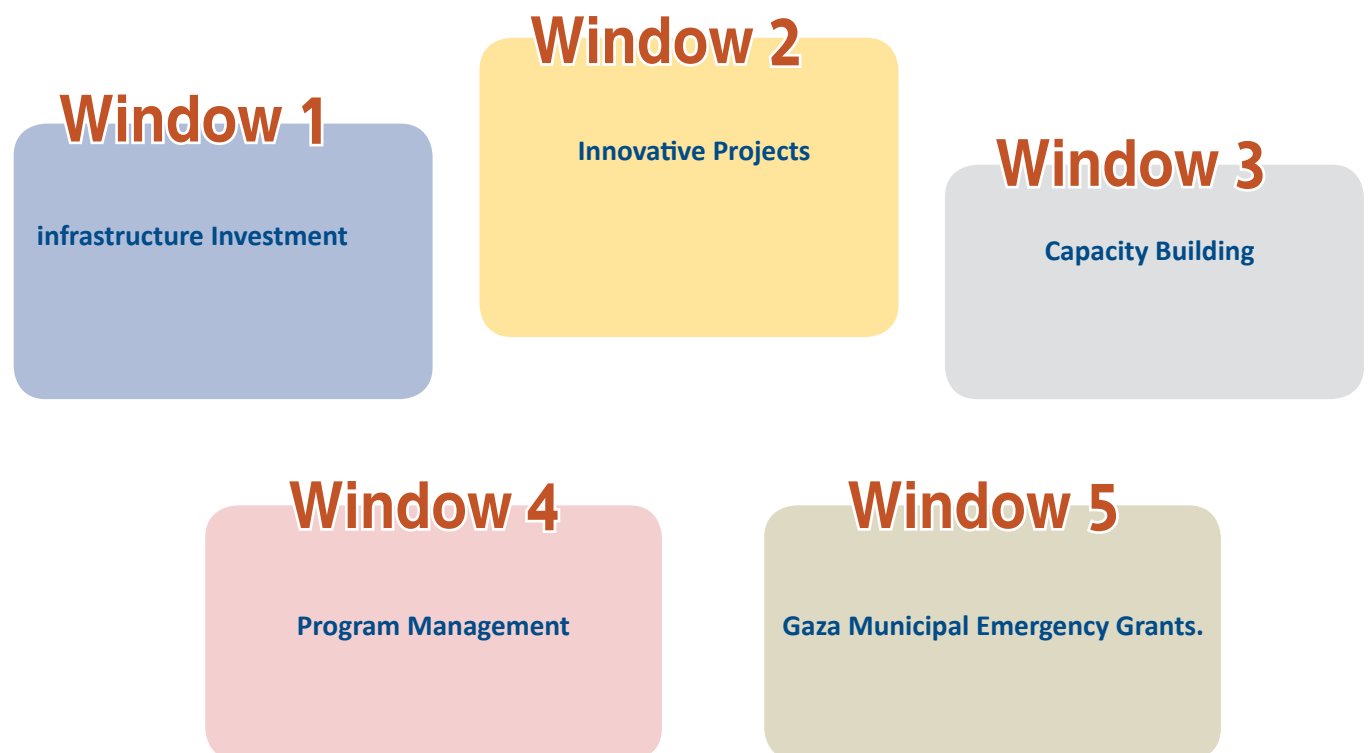 Window 1
infrastructure Investment
Window 2
Innovative Projects
Window 3
Capacity Building
Window 4
Program Management
Window 5
Gaza Municipal Emergency Grants.